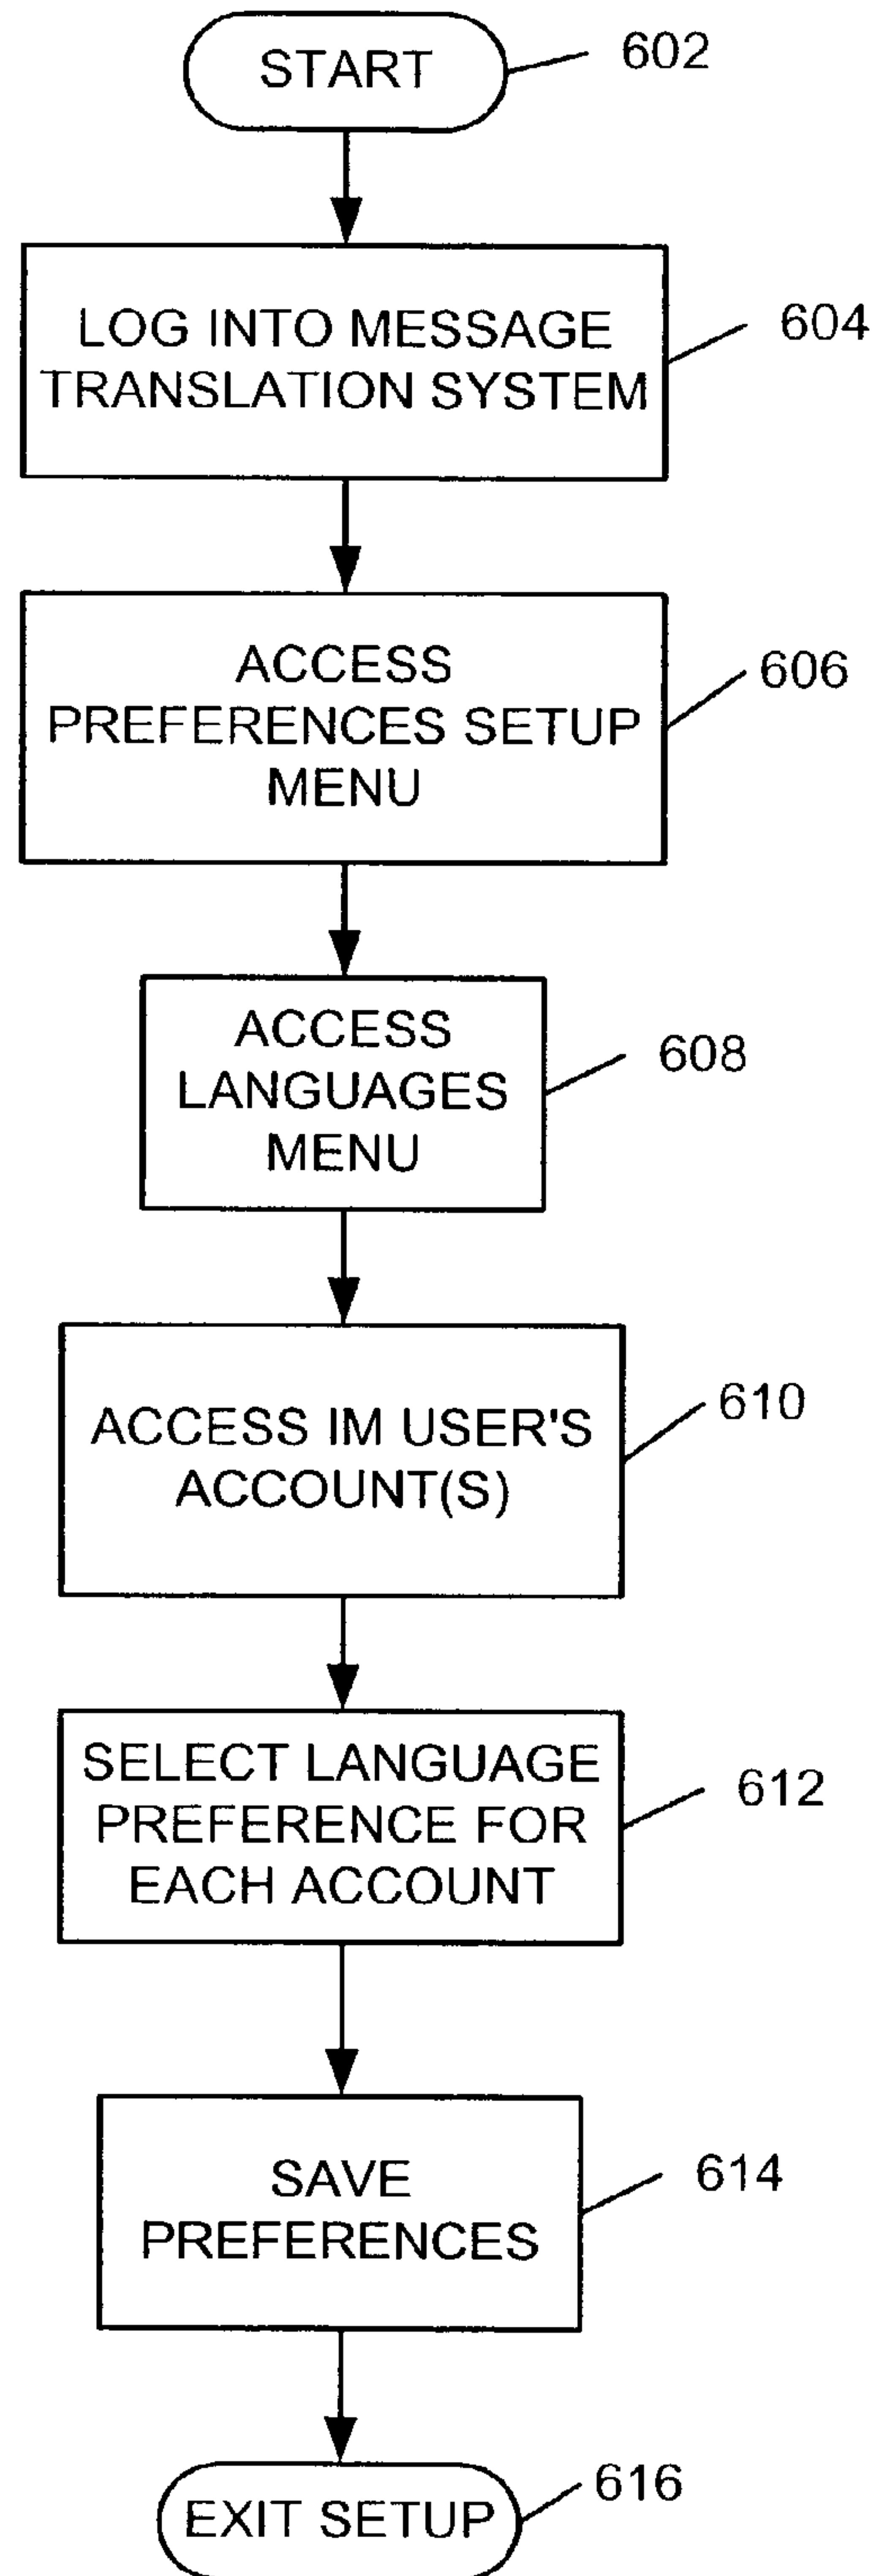 START
602
LOG INTO MESSAGE
TRANSLATION SYSTEM
604
ACCESS
PREFERENCES SETUP
MENU
606
ACCESS
LANGUAGES
MENU
608
ACCESS IM USER'S
ACCOUNT(S)
610
SELECT LANGUAGE
PREFERENCE FOR
EACH ACCOUNT
612
SAVE
PREFERENCES
614
EXIT SETUP
616